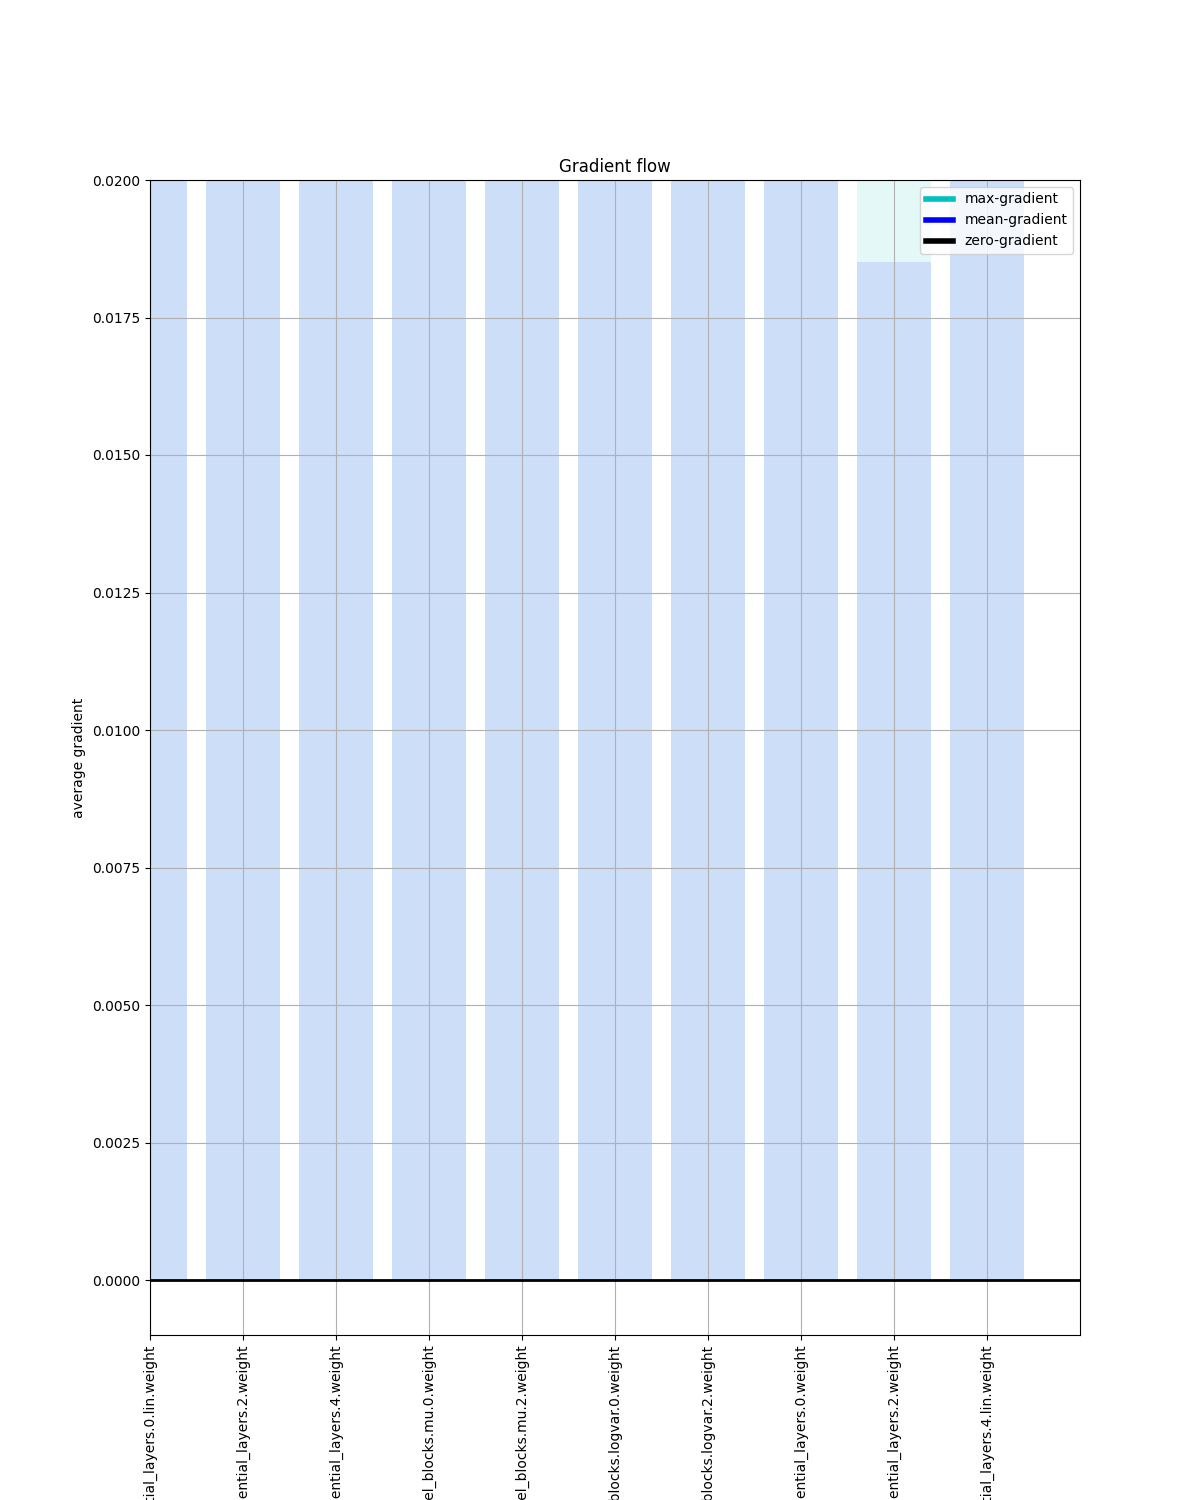 Gradient flow
max-gradient
mean-gradient
zero-gradient
0.0200
0.0175
0.0150
0.0125
0.0100
0.0075
0.0050
0.0025
0.0000
average gradient
tial_layers.0.lin.weight
ential_layers.2.weight
ential_layers.4.weight
el_blocks.mu.0.weight
el_blocks.mu.2.weight
blocks.logvar.0.weight
blocks.logvar.2.weight
ential_layers.0.weight
ential_layers.2.weight
tial_layers.4.lin.weight